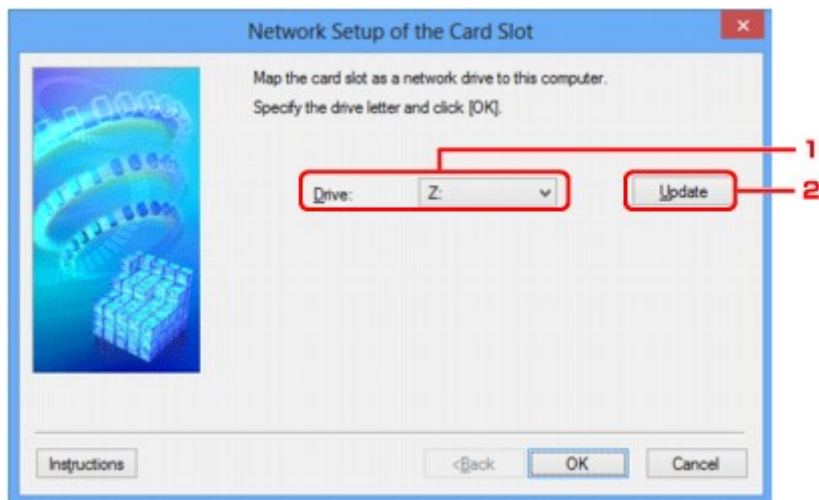 Network Setup of the Card Slot
Map the card slot as a network drive to this computer.
Specify the drive letter and click [OK].
1
Drive: Z: Update 2
Instructions <Back OK Cancel